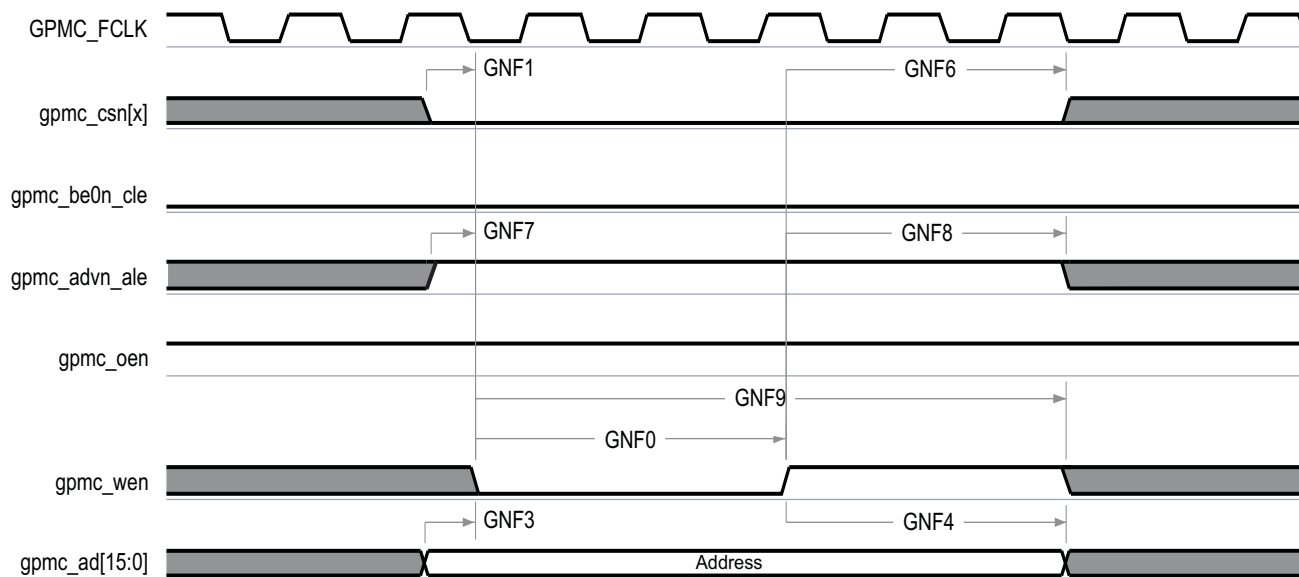 GPMC_FCLK
GNF1
GNF6
gpmc_csn[x]
gpmc_be0n_cle
GNF7
GNF8
gpmc_advn_ale
gpmc_oen
GNF9
GNF0
gpmc_wen
GNF3
GNF4
gpmc_ad[15:0]
Address